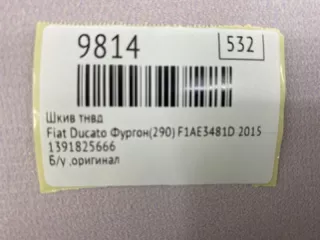 9814
532
Шкив тнвд
Fiat Ducato Фургон(290) F1AE3481D 2015
1391825666
Б/у ,оригинал